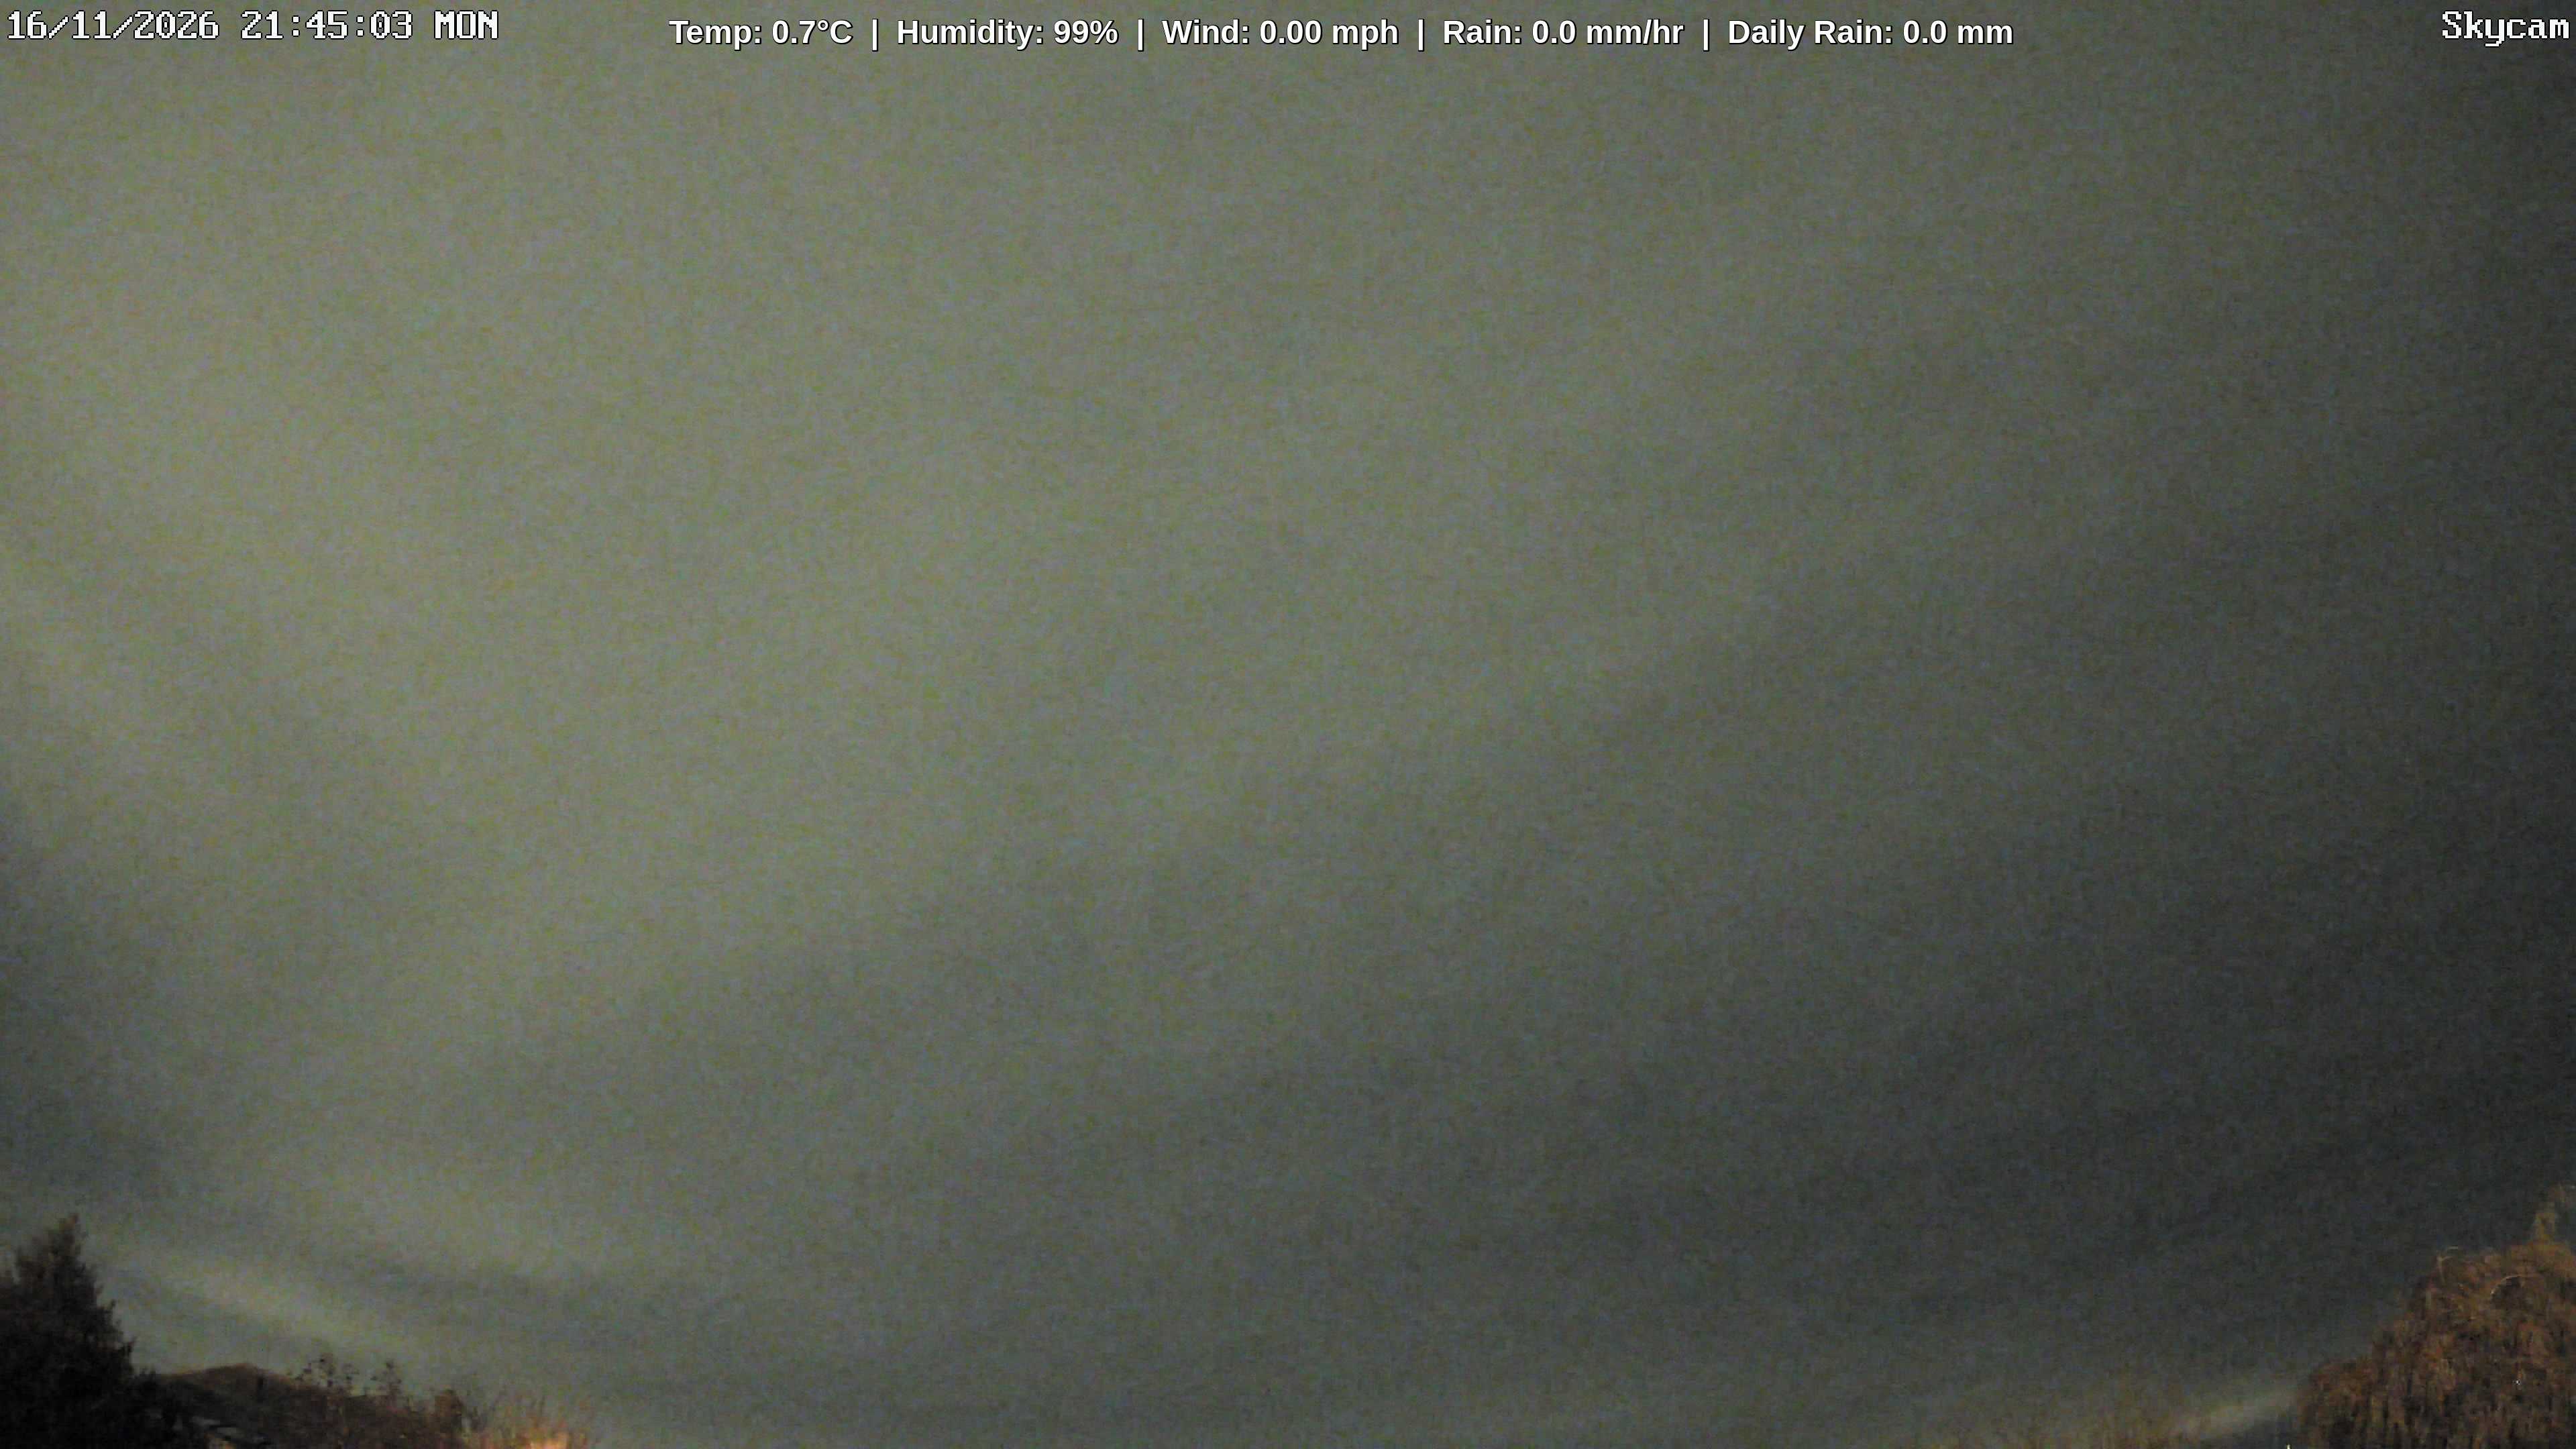 16/11/2026 21:45:03 MON
Temp: 0.7°C | Humidity: 99% | Wind: 0.00 mph | Rain: 0.0 mm/hr | Daily Rain: 0.0 mm
Skycam